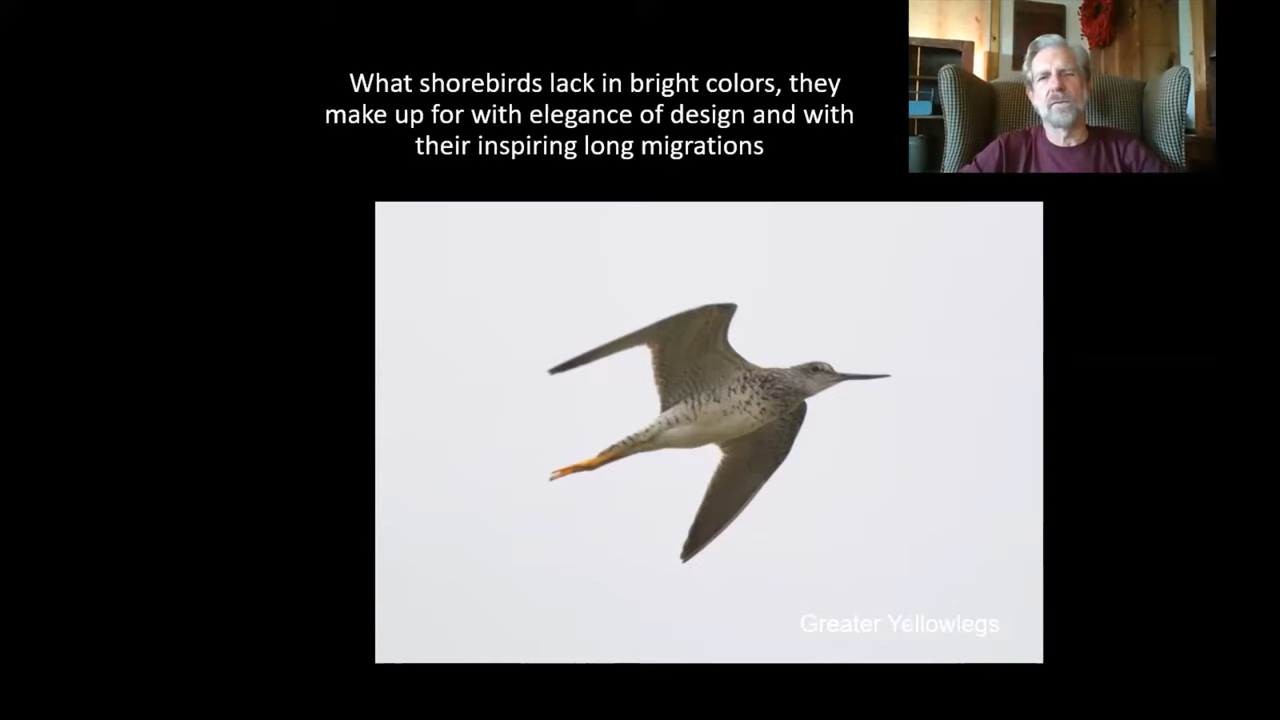 What shorebirds lack in bright colors, they
make up for with elegance of design and with
their inspiring long migrations
Greater Yellowlegs